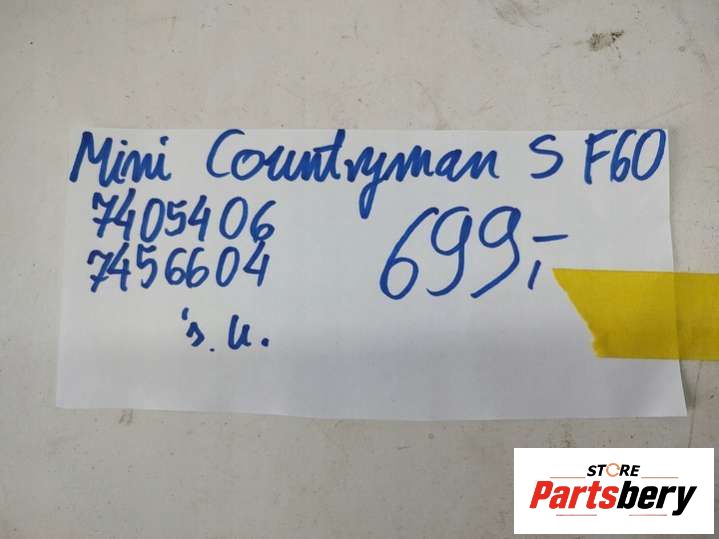 Mini Countryman S F60
7405406
7456604
699,-
's.u.
STORE
Partsbery